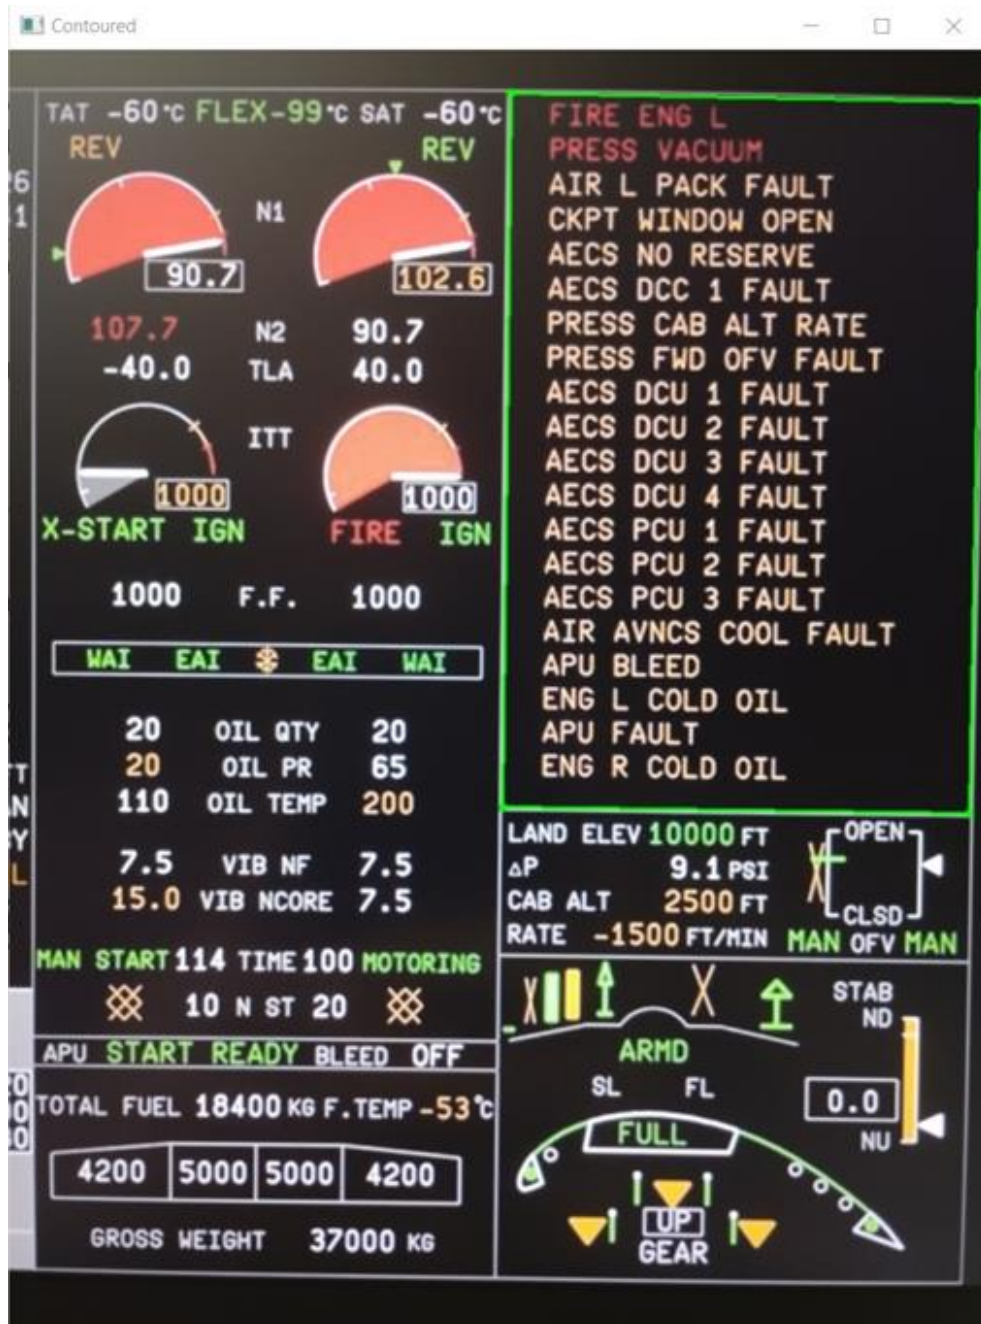 Contoured
TAT -60°C FLEX-99°C SAT -60°C
REV REV
N1
90.7 102.6
107.7 N2 90.7
-40.0 TLA 40.0
ITT
1000 1000
X-START IGN FIRE IGN
1000 F.F. 1000
WAI EAI EAI WAI
20 OIL QTY 20
20 OIL PR 65
110 OIL TEMP 200
7.5 VIB NF 7.5
15.0 VIB NCORE 7.5
MAN START 114 TIME 100 MOTORING
10 N ST 20
APU START READY BLEED OFF
TOTAL FUEL 18400 KG F.TEMP -53°C
4200 5000 5000 4200
GROSS WEIGHT 37000 KG
FIRE ENG L
PRESS VACUUM
AIR L PACK FAULT
CKPT WINDOW OPEN
AECS NO RESERVE
AECS DCC 1 FAULT
PRESS CAB ALT RATE
PRESS FWD OFV FAULT
AECS DCU 1 FAULT
AECS DCU 2 FAULT
AECS DCU 3 FAULT
AECS DCU 4 FAULT
AECS PCU 1 FAULT
AECS PCU 2 FAULT
AECS PCU 3 FAULT
AIR AVNCS COOL FAULT
APU BLEED
ENG L COLD OIL
APU FAULT
ENG R COLD OIL
LAND ELEV 10000 FT
ΔP 9.1 PSI
CAB ALT 2500 FT
RATE -1500 FT/MIN
OPEN
CLSD
MAN OFV MAN
ARMD
SL FL
FULL
UP
GEAR
STAB
ND
0.0
NU